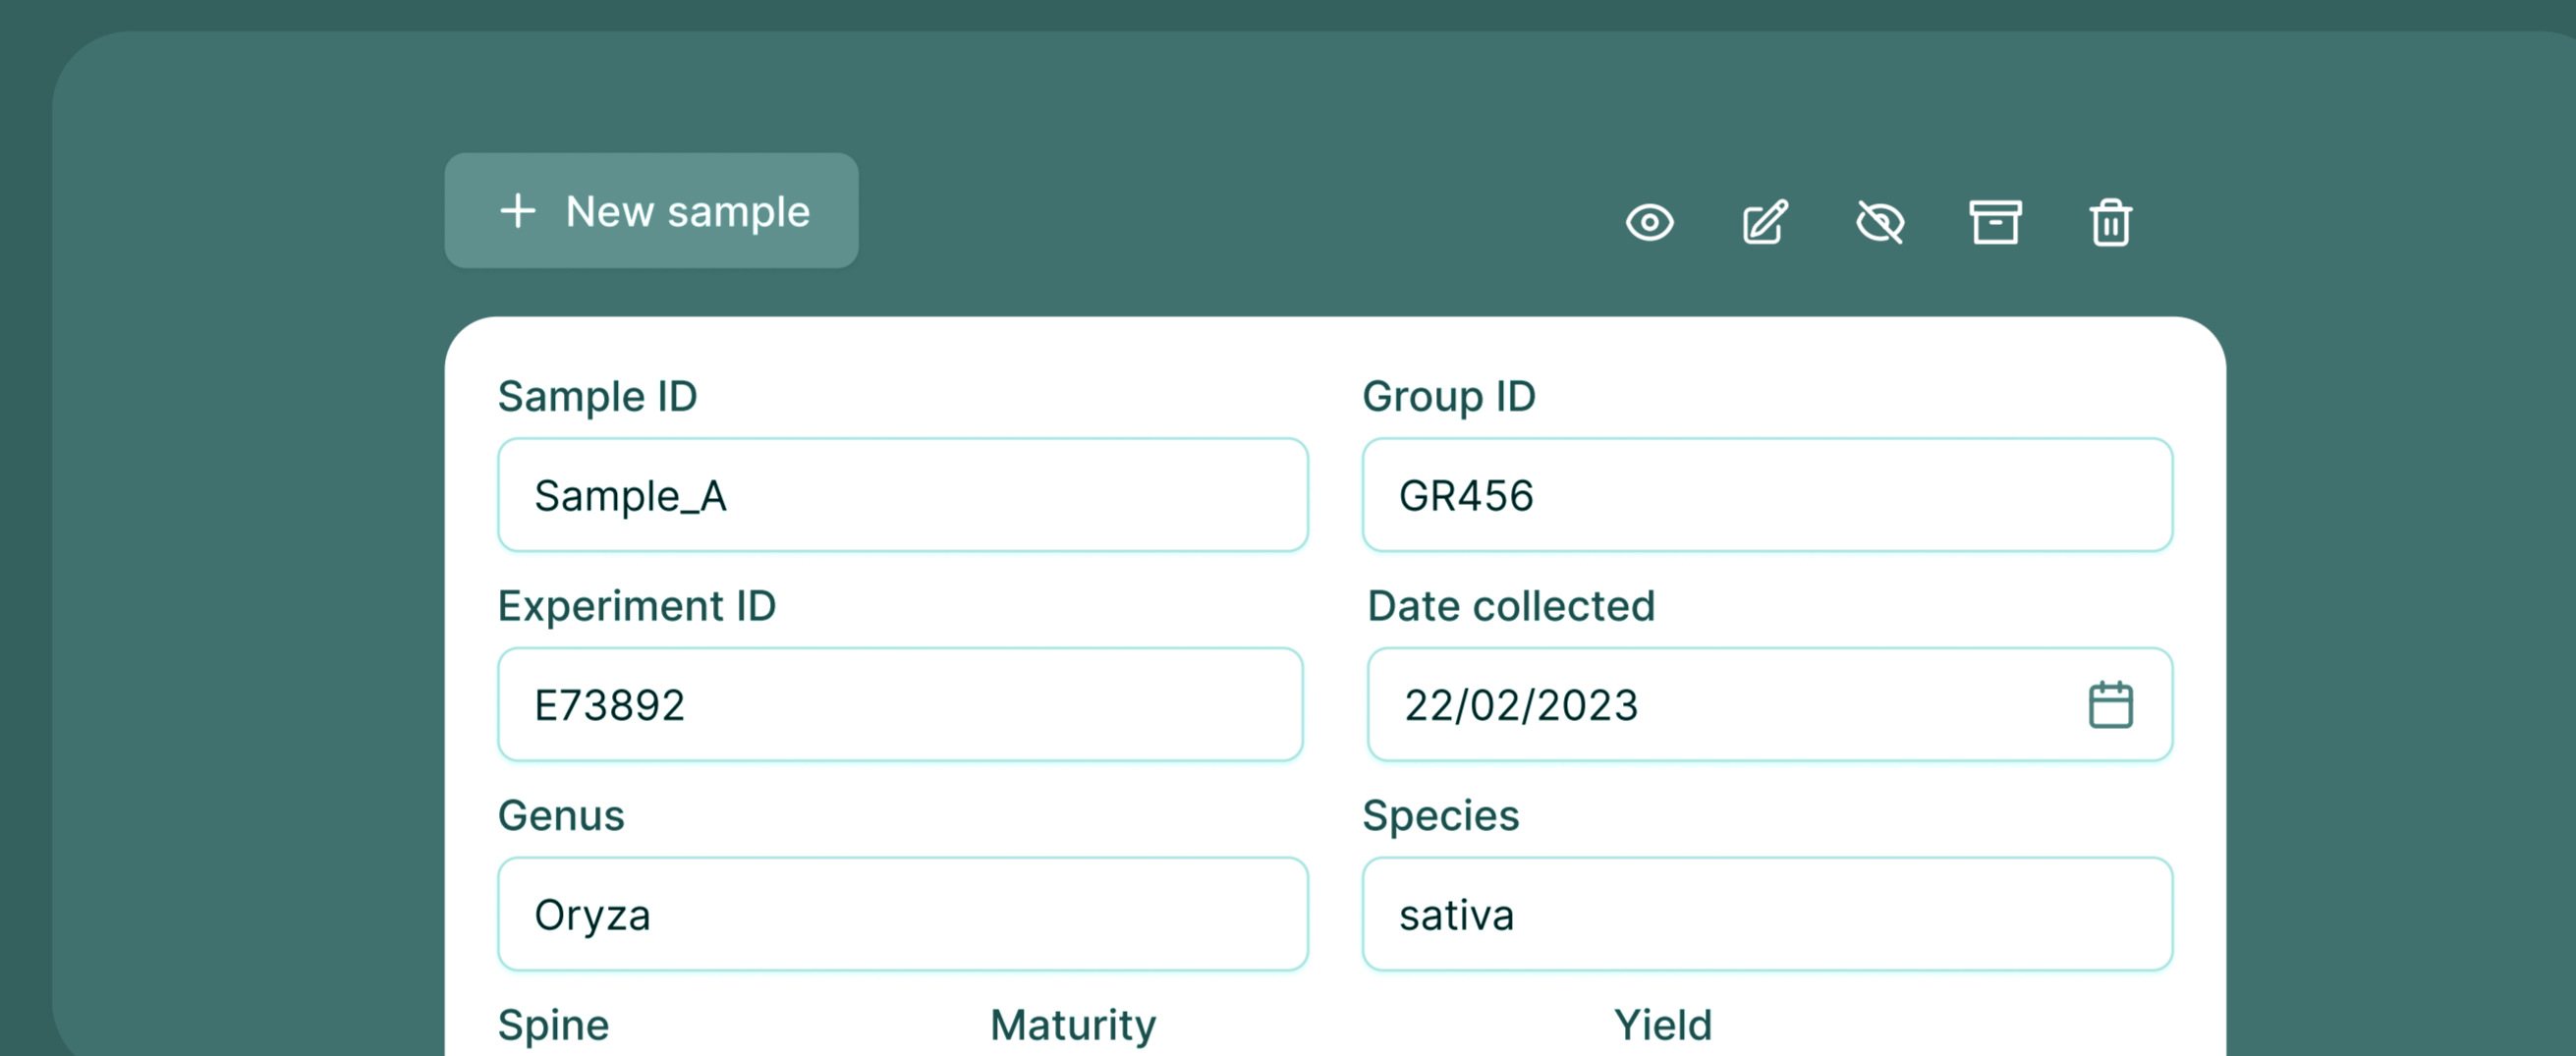 New sample
Sample ID Group ID
Sample_A GR456
Experiment ID Date collected
E73892 22/02/2023
Genus Species
Oryza sativa
Spine Maturity Yield